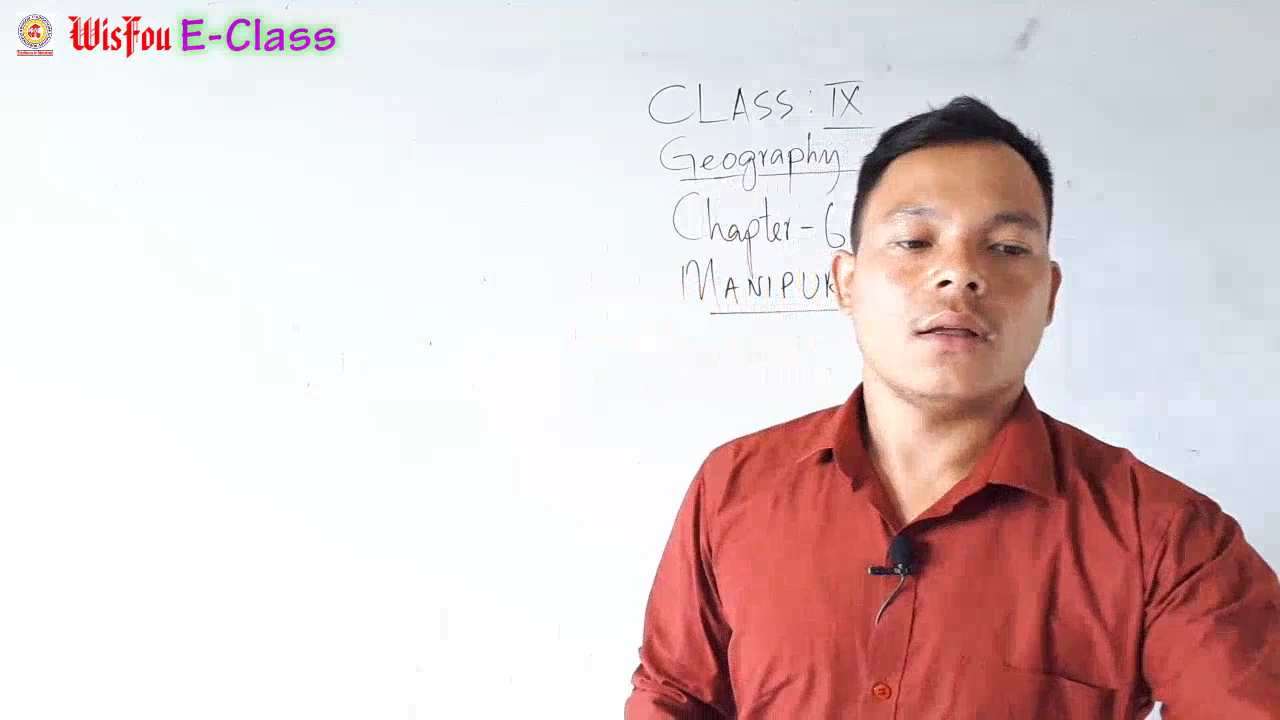 WisFou E-Class
CLASS : IX
Geography
Chapter - 6
MANIPUR